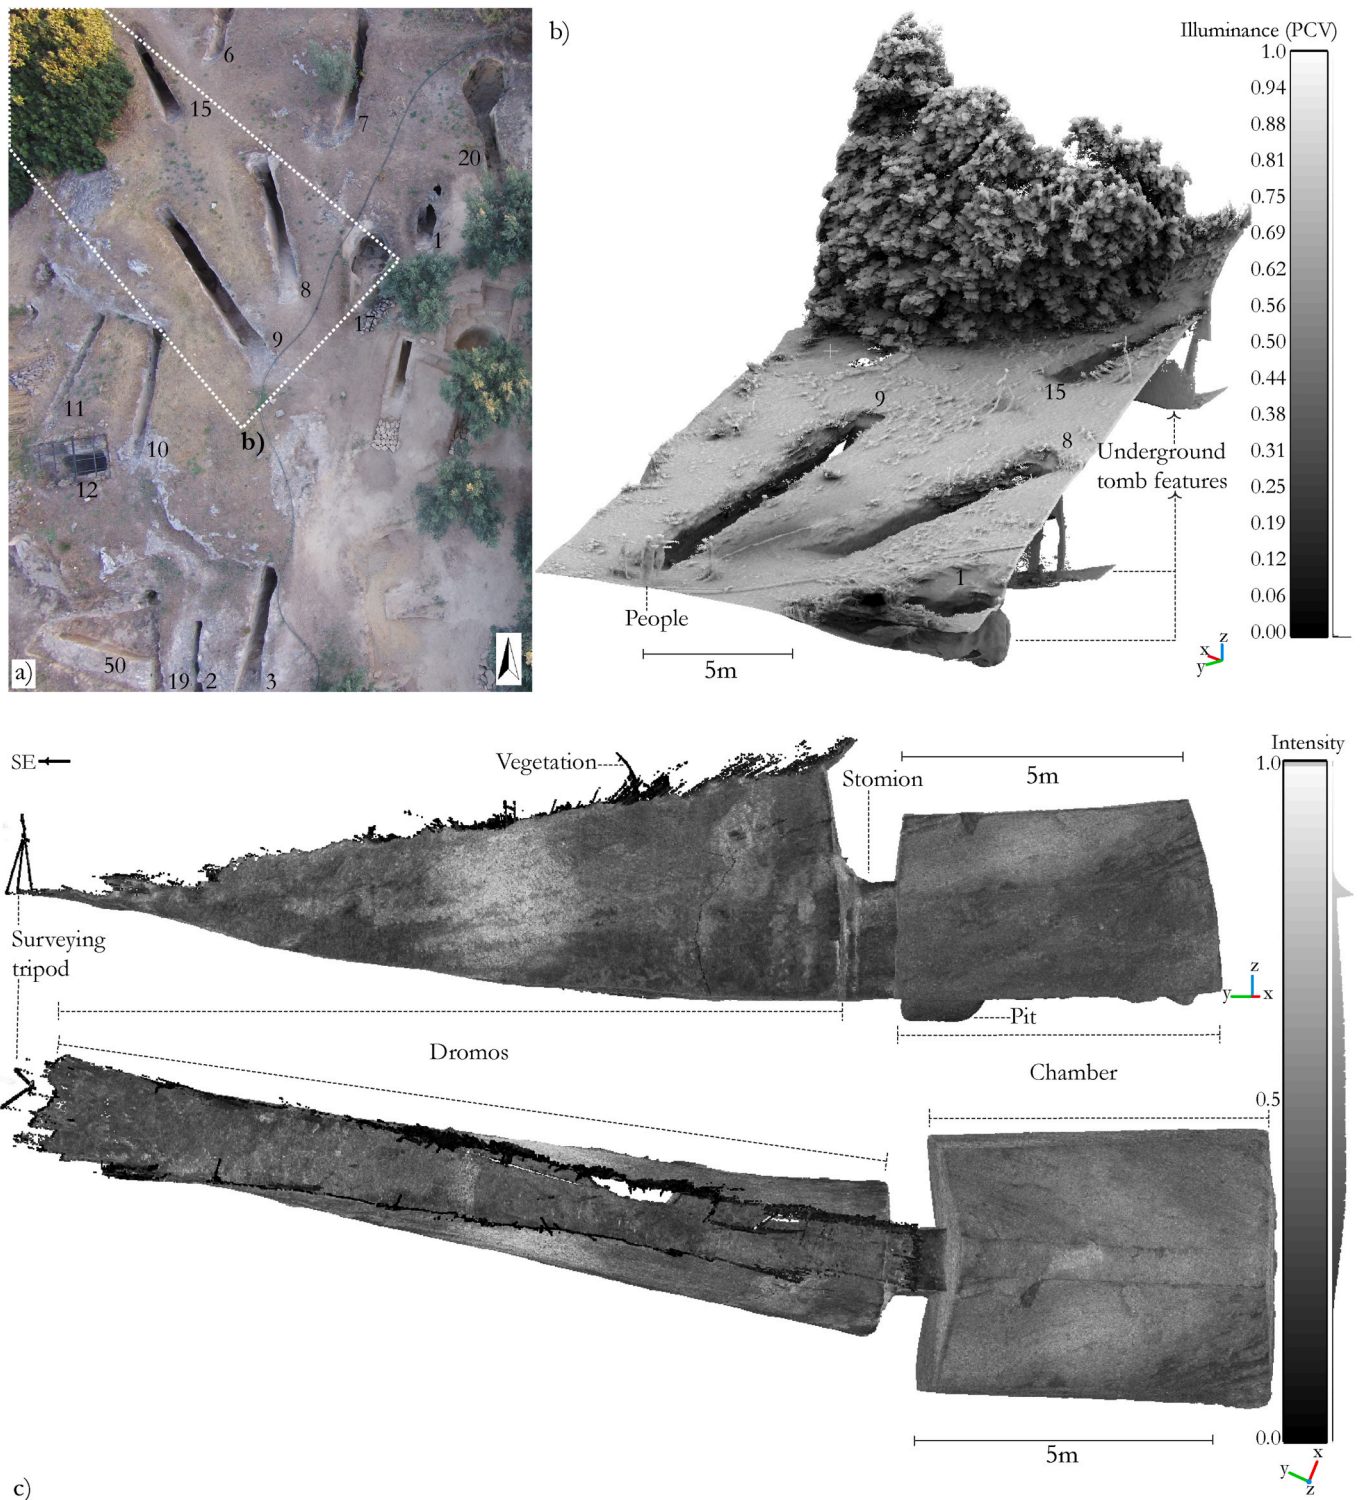 a)
6
15
7
20
1
8
17
9
11
b)
10
12
50
19
2
3
b)
Illuminance (PCV)
1.0
0.94
0.88
0.81
0.75
0.69
0.62
0.56
0.50
0.44
0.38
0.31
0.25
0.19
0.12
0.06
0.00
9
15
8
Underground
tomb features
1
People
5m
z
x
y
SE
Vegetation
5m
Stomion
Intensity
1.0
0.5
0.0
Surveying
tripod
z
y
x
Pit
Dromos
Chamber
5m
x
y
z
c)